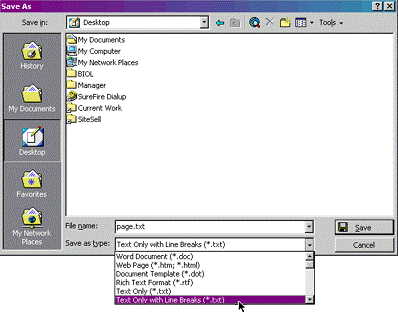 Save As
Save in: Desktop
Tools
History
My Documents
Desktop
Favorites
My Network
Places
My Documents
My Computer
My Network Places
BIOL
Manager
SureFire Dialup
Current Work
SiteSell
File name: page.txt Save
Save as type: Text Only with Line Breaks (*.txt) Cancel
Word Document (*.doc)
Web Page (*.htm; *.html)
Document Template (*.dot)
Rich Text Format (*.rtf)
Text Only (*.txt)
Text Only with Line Breaks (*.txt)